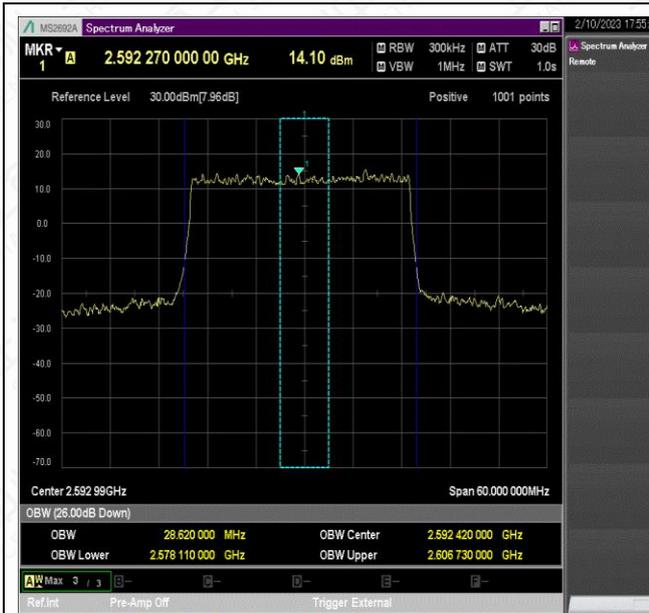 MS2692A Spectrum Analyzer
2/10/2023 17:55
MKR 1 A 2.592 270 000 00 GHz 14.10 dBm
M RBW 300kHz M ATT 30dB
M VBW 1MHz M SWT 1.0s
Spectrum Analyzer
Remote
Reference Level 30.00dBm[7.96dB] Positive 1001 points
30.0
20.0
10.0
0.0
-10.0
-20.0
-30.0
-40.0
-50.0
-60.0
-70.0
1
Center 2.592 99GHz Span 60.000 000MHz
OBW (26.00dB Down)
OBW 28.620 000 MHz OBW Center 2.592 420 000 GHz
OBW Lower 2.578 110 000 GHz OBW Upper 2.606 730 000 GHz
A W Max 3 / 3 B- C- D- E- F-
Ref.Int Pre-Amp Off Trigger External